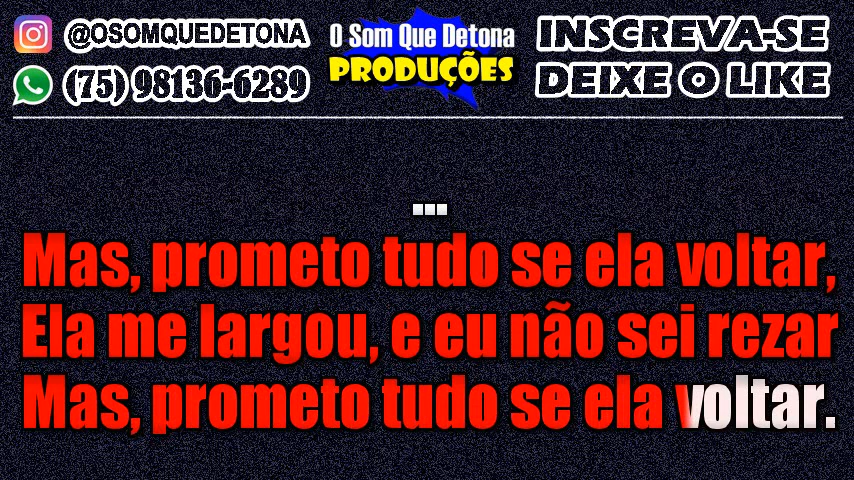 @OSOMQUEDETONA
(75) 98136-6289
O Som Que Detona
PRODUÇÕES
INSCREVA-SE
DEIXE O LIKE
...
Mas, prometo tudo se ela voltar,
Ela me largou, e eu não sei rezar
Mas, prometo tudo se ela voltar.